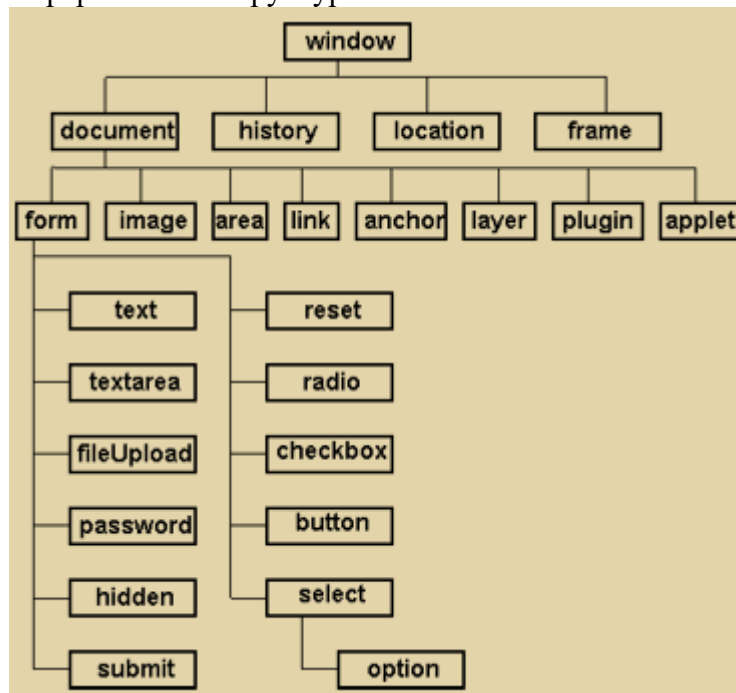 window
document history location frame
form image area link anchor layer plugin applet
text reset
textarea radio
fileUpload checkbox
password button
hidden select
submit option